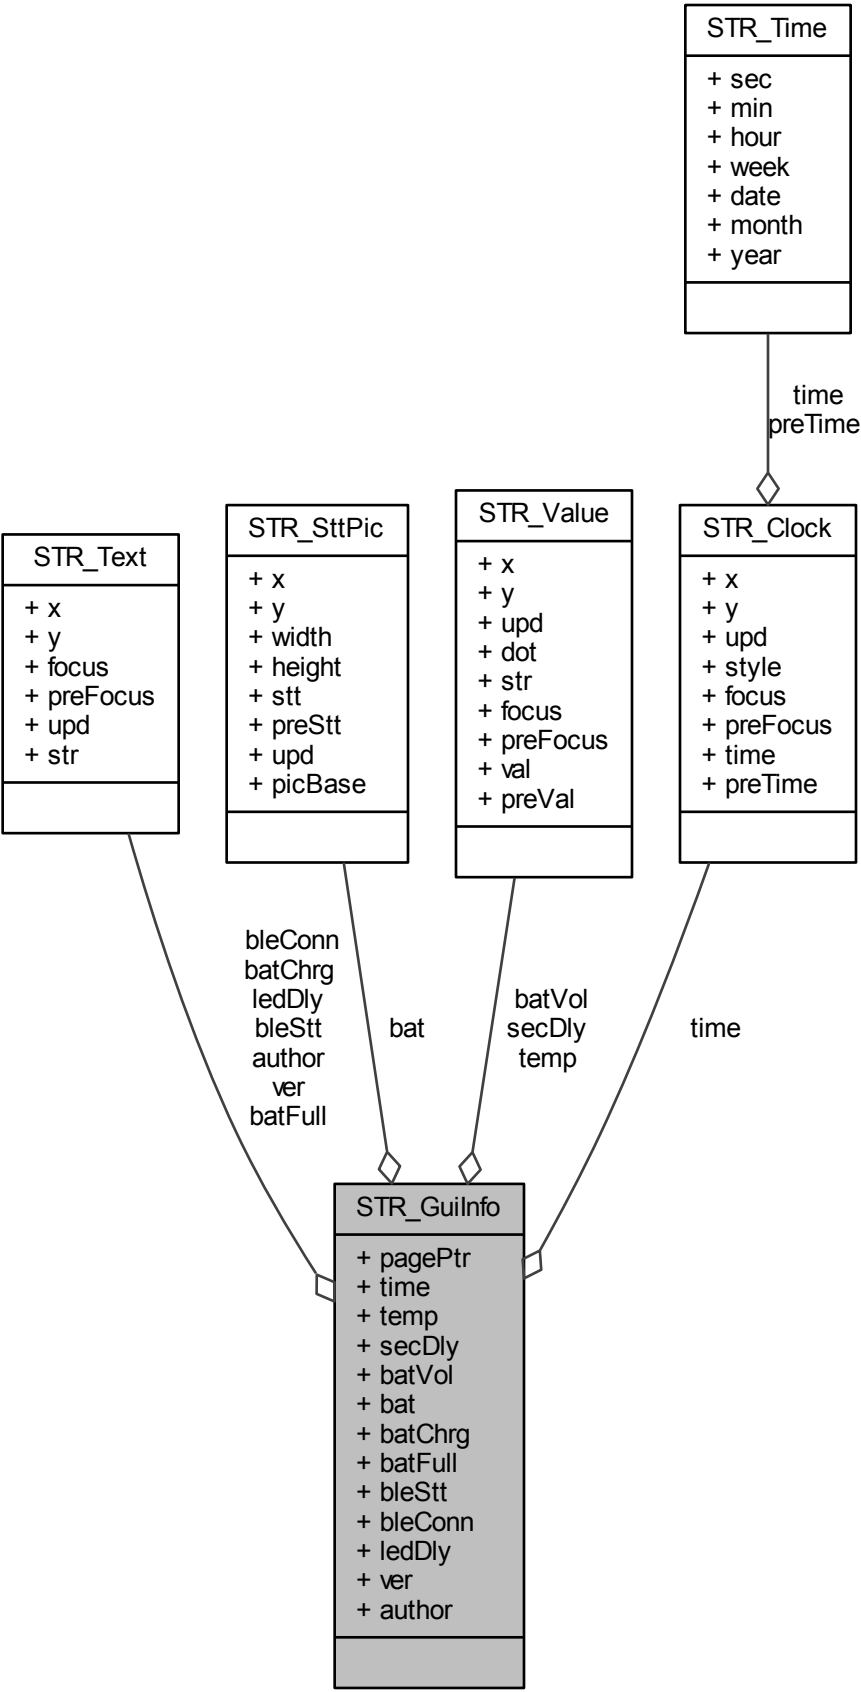 STR_Time
+ sec
+ min
+ hour
+ week
+ date
+ month
+ year
time
preTime
STR_Text
+ x
+ y
+ focus
+ preFocus
+ upd
+ str
STR_SttPic
+ x
+ y
+ width
+ height
+ stt
+ preStt
+ upd
+ picBase
STR_Value
+ x
+ y
+ upd
+ dot
+ str
+ focus
+ preFocus
+ val
+ preVal
STR_Clock
+ x
+ y
+ upd
+ style
+ focus
+ preFocus
+ time
+ preTime
bleConn
batChrg
ledDly
bleStt
author
ver
batFull
bat
batVol
secDly
temp
time
STR_GuiInfo
+ pagePtr
+ time
+ temp
+ secDly
+ batVol
+ bat
+ batChrg
+ batFull
+ bleStt
+ bleConn
+ ledDly
+ ver
+ author